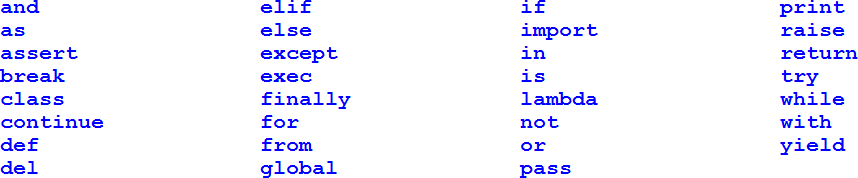 and elif if print
as else import raise
assert except in return
break exec is try
class finally lambda while
continue for not with
def from or yield
del global pass